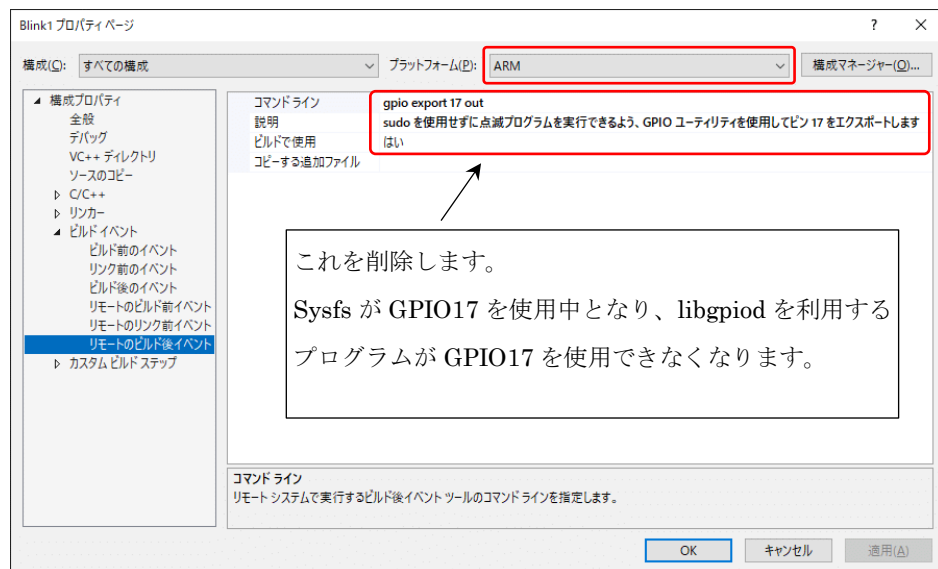 Blink1 プロパティ ページ
? ×
構成(C): すべての構成 プラットフォーム(P): ARM 構成マネージャー(O)...
構成プロパティ
全般
デバッグ
VC++ ディレクトリ
ソースのコピー
C/C++
リンカー
ビルド イベント
ビルド前のイベント
リンク前のイベント
ビルド後のイベント
リモートのビルド前イベント
リモートのリンク前イベント
リモートのビルド後イベント
カスタム ビルド ステップ
コマンド ライン gpio export 17 out
説明 sudo を使用せずに点滅プログラムを実行できるよう、GPIO ユーティリティを使用してピン 17 をエクスポートします
ビルドで使用 はい
コピーする追加ファイル
これを削除します。
Sysfs が GPIO17 を使用中となり、libgpiod を利用する
プログラムが GPIO17 を使用できなくなります。
コマンド ライン
リモート システムで実行するビルド後イベント ツールのコマンド ラインを指定します。
OK キャンセル 適用(A)